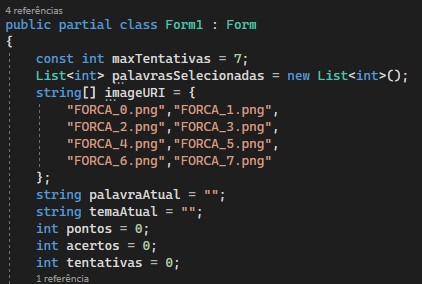 4 referências
public partial class Form1 : Form
{
const int maxTentativas = 7;
List<int> palavrasSelecionadas = new List<int>();
string[] imageURI = {
"FORCA_0.png","FORCA_1.png",
"FORCA_2.png","FORCA_3.png",
"FORCA_4.png","FORCA_5.png",
"FORCA_6.png","FORCA_7.png"
};
string palavraAtual = "";
string temaAtual = "";
int pontos = 0;
int acertos = 0;
int tentativas = 0;
1 referência